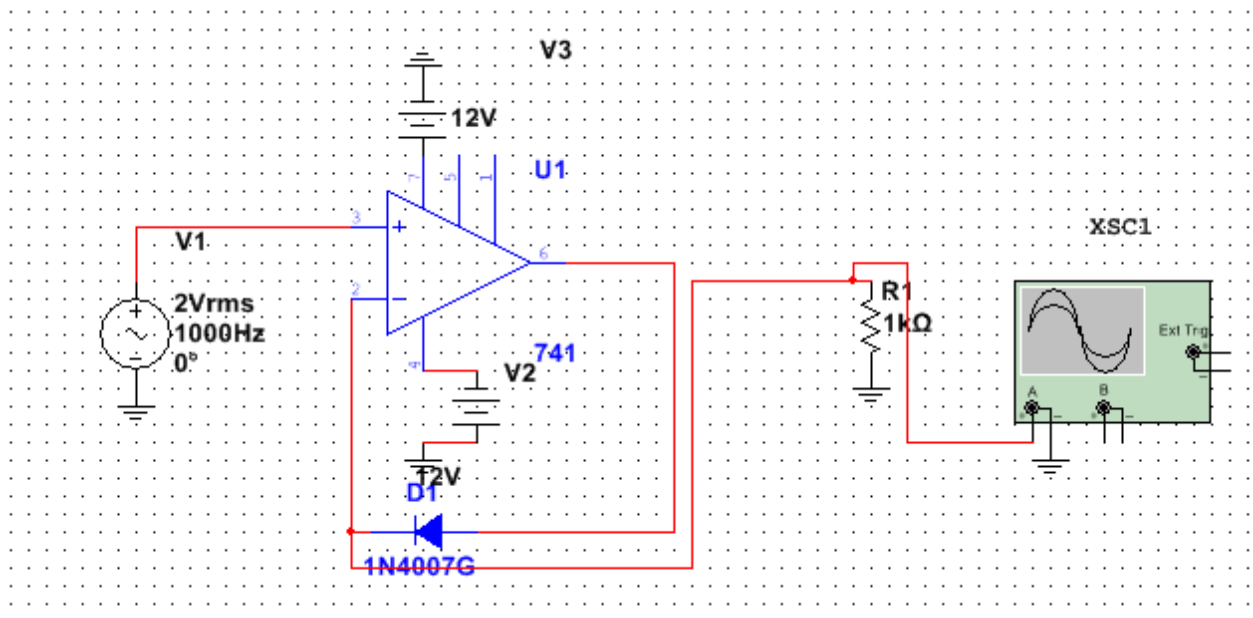 V3
12V
7
5
1
U1
3
V1
+
6
XSC1
2
−
+
2Vrms
1000Hz
0°
R1
1kΩ
Ext Trig
+
−
4
741
V2
A
B
+
−
+
−
12V
D1
1N4007G